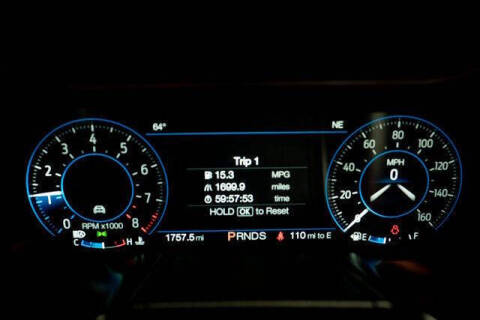 64° NE
Trip 1
15.3 MPG
1699.9 miles
59:57:53 time
HOLD OK to Reset
1757.5 mi PRNDS 110 mi to E
0 1 2 3 4 5 6 7 8
RPM x1000
C H
0 20 40 60 80 100 120 140 160
MPH
0
E F